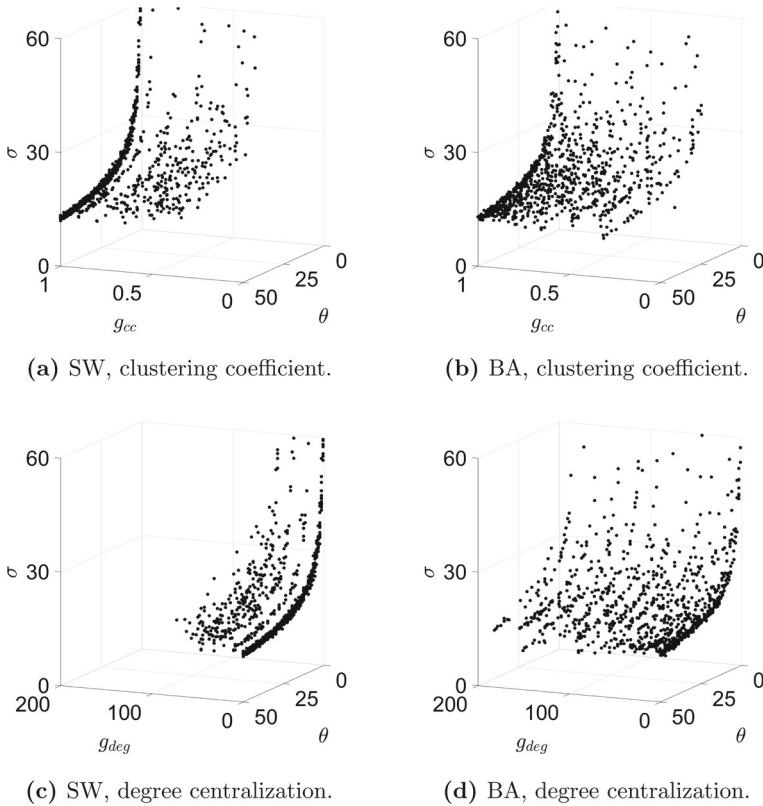 60
30
σ
0
1
0.5
0
50
25
0
g_cc
θ
(a) SW, clustering coefficient.
60
30
σ
0
1
0.5
0
50
25
0
g_cc
θ
(b) BA, clustering coefficient.
60
30
σ
0
200
100
0
50
25
0
g_deg
θ
(c) SW, degree centralization.
60
30
σ
0
200
100
0
50
25
0
g_deg
θ
(d) BA, degree centralization.